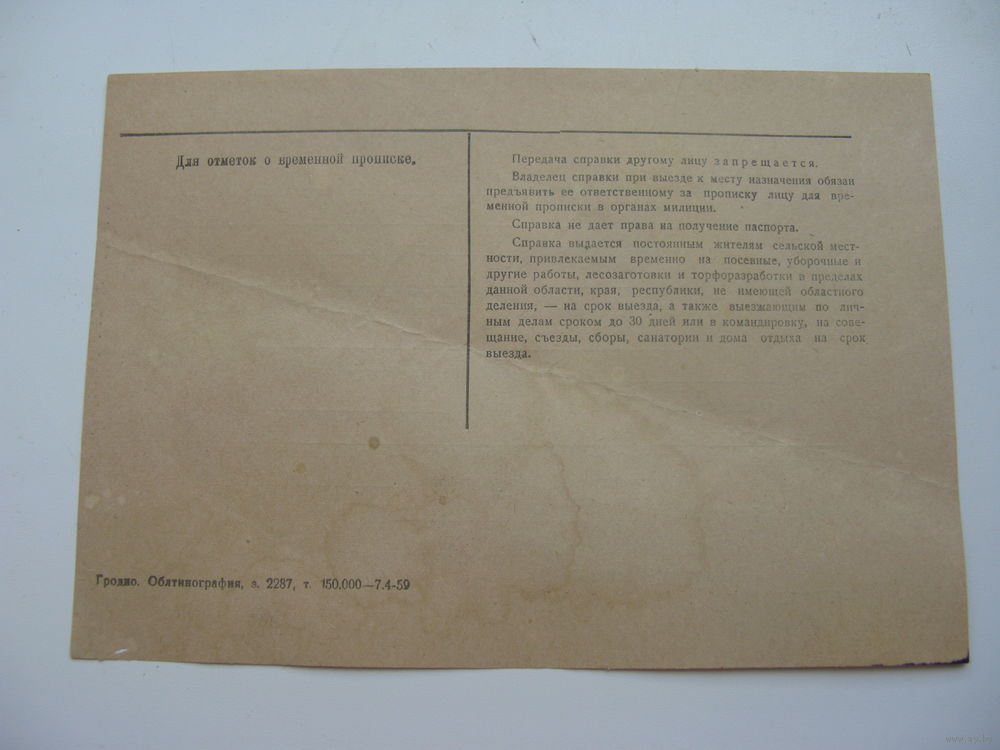 Для отметок о временной прописке.
Передача справки другому лицу запрещается.
Владелец справки при выезде к месту назначения обязан
предъявить ее ответственному за прописку лицу для вре-
менной прописки в органах милиции.
Справка не дает права на получение паспорта.
Справка выдается постоянным жителям сельской мест-
ности, привлекаемым временно на посевные, уборочные и
другие работы, лесозаготовки и торфоразработки в пределах
данной области, края, республики, не имеющей областного
деления, — на срок выезда, а также выезжающим по лич-
ным делам сроком до 30 дней или в командировку, на сове-
щание, съезды, сборы, санатории и дома отдыха на срок
выезда.
Гродно. Облтипография, з. 2287, т. 150.000—7.4-59